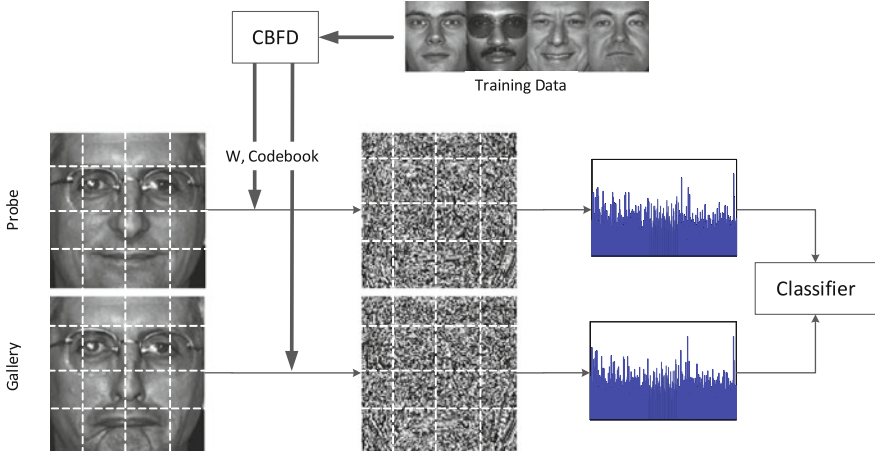 CBFD
Training Data
W, Codebook
Probe
Classifier
Gallery